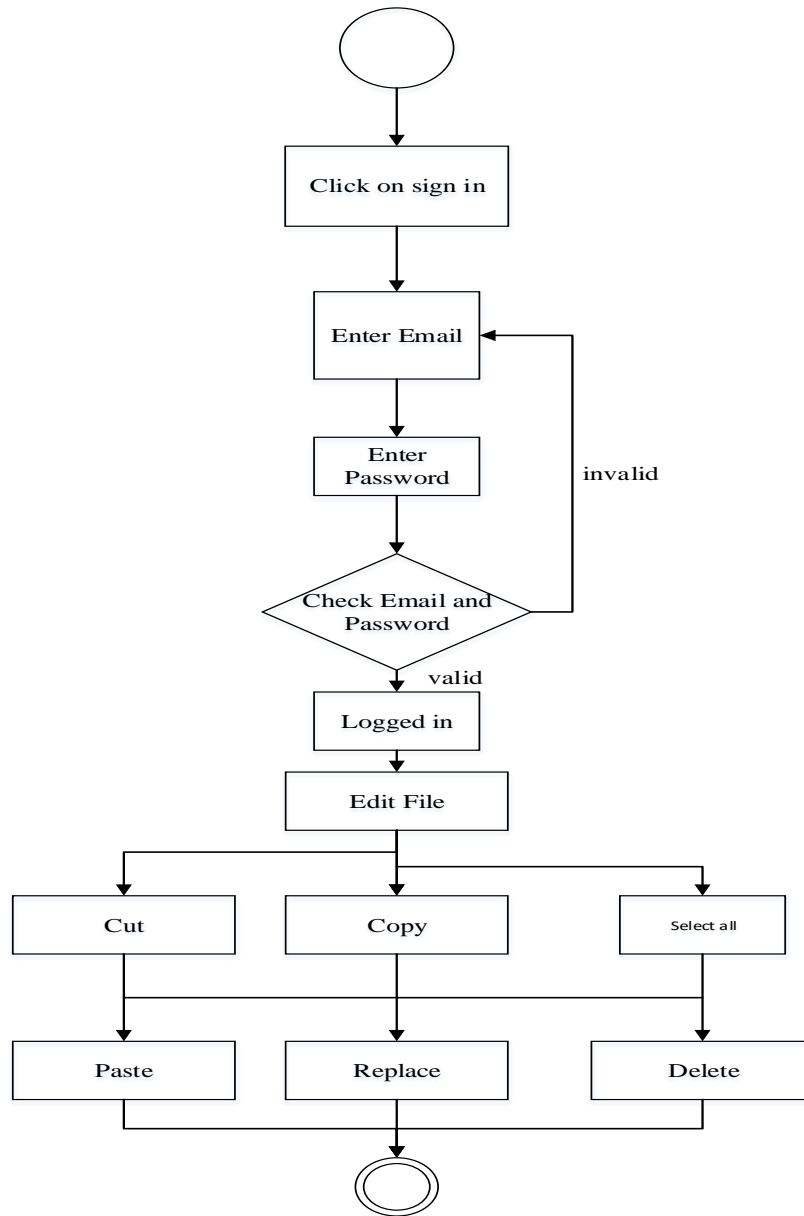 Click on sign in
Enter Email
Enter
Password
invalid
Check Email and
Password
valid
Logged in
Edit File
Cut
Copy
Select all
Paste
Replace
Delete